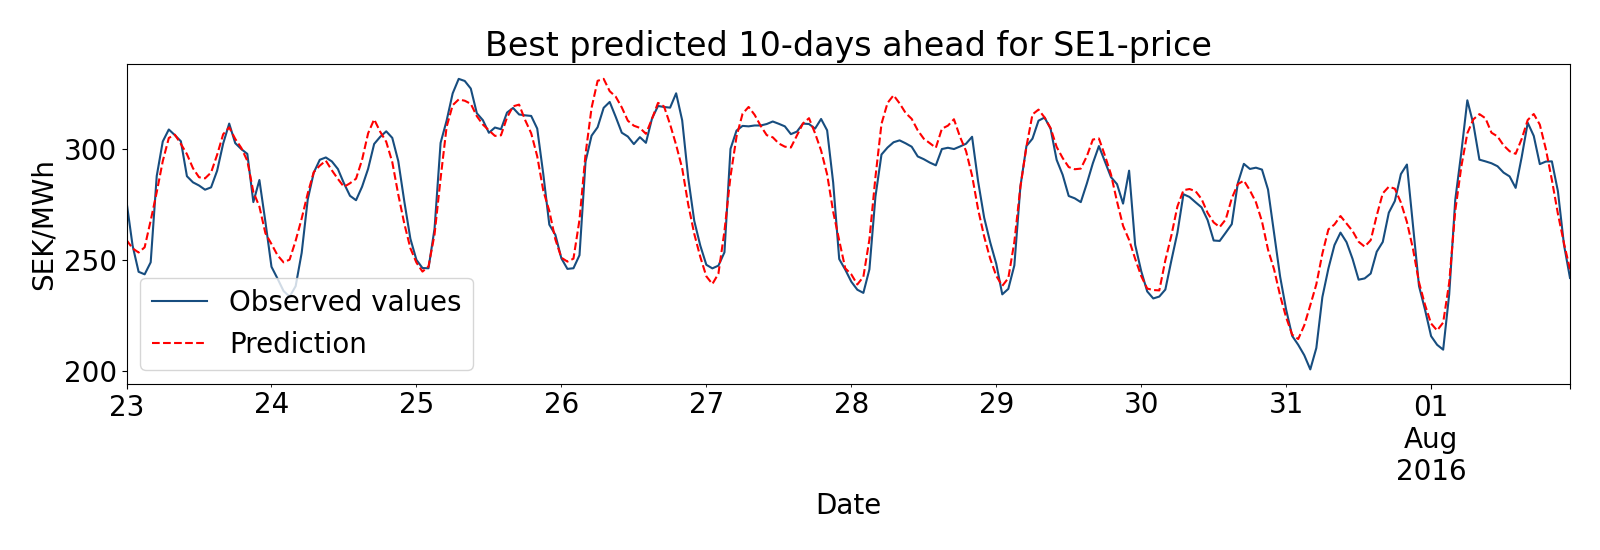 Best predicted 10-days ahead for SE1-price
SEK/MWh
300
250
200
Observed values
Prediction
23 24 25 26 27 28 29 30 31 01
Aug
2016
Date